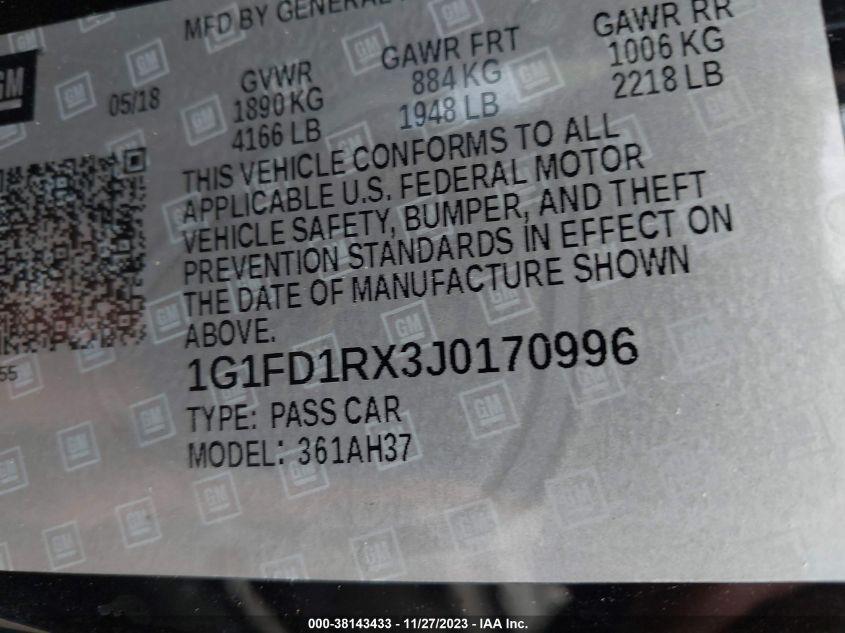 MFD BY GENERAL
GM
05/18
GVWR
1890 KG
4166 LB
GAWR FRT
884 KG
1948 LB
GAWR RR
1006 KG
2218 LB
THIS VEHICLE CONFORMS TO ALL
APPLICABLE U.S. FEDERAL MOTOR
VEHICLE SAFETY, BUMPER, AND THEFT
PREVENTION STANDARDS IN EFFECT ON
THE DATE OF MANUFACTURE SHOWN
ABOVE.
55
1G1FD1RX3J0170996
TYPE: PASS CAR
MODEL: 361AH37
000-38143433 - 11/27/2023 - IAA Inc.